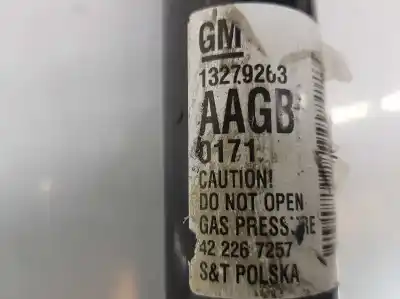 GM
13279263
AAGB
0171
CAUTION!
DO NOT OPEN
GAS PRESSURE
42 226 7257
S&T POLSKA